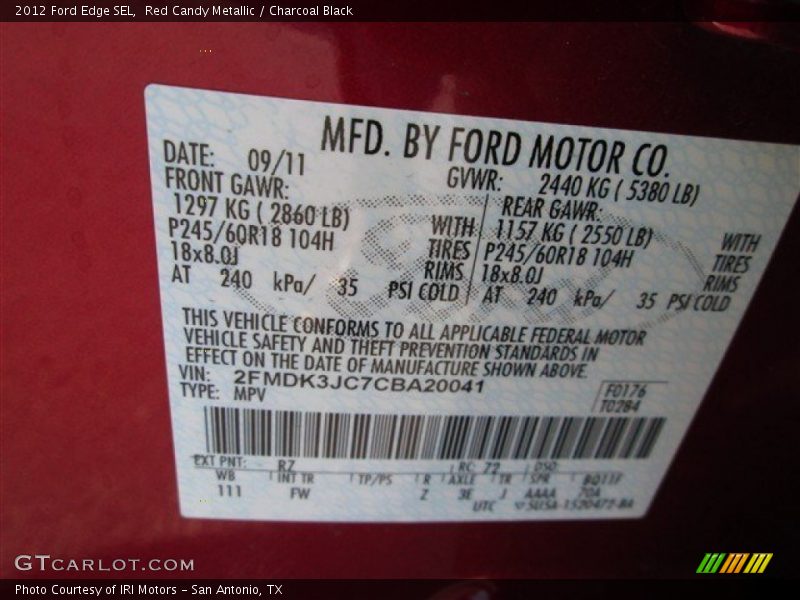 2012 Ford Edge SEL,  Red Candy Metallic / Charcoal Black
MFD. BY FORD MOTOR CO.
DATE: 09/11
GVWR: 2440 KG ( 5380 LB)
FRONT GAWR:
1297 KG ( 2860 LB)
P245/60R18 104H
18x8.0J
WITH
TIRES
RIMS
AT 240 kPa/ 35 PSI COLD
REAR GAWR:
1157 KG ( 2550 LB)
P245/60R18 104H
18x8.0J
WITH
TIRES
RIMS
AT 240 kPa/ 35 PSI COLD
THIS VEHICLE CONFORMS TO ALL APPLICABLE FEDERAL MOTOR
VEHICLE SAFETY AND THEFT PREVENTION STANDARDS IN
EFFECT ON THE DATE OF MANUFACTURE SHOWN ABOVE.
VIN: 2FMDK3JC7CBA20041
TYPE: MPV
F0176
T0284
EXT PNT: RZ RC: 72 DSO:
WB INT TR TP/PS R AXLE TR SPR
111 FW Z 3E J AAAA
UTC
GTCARLOT.COM
Photo Courtesy of IRI Motors – San Antonio, TX